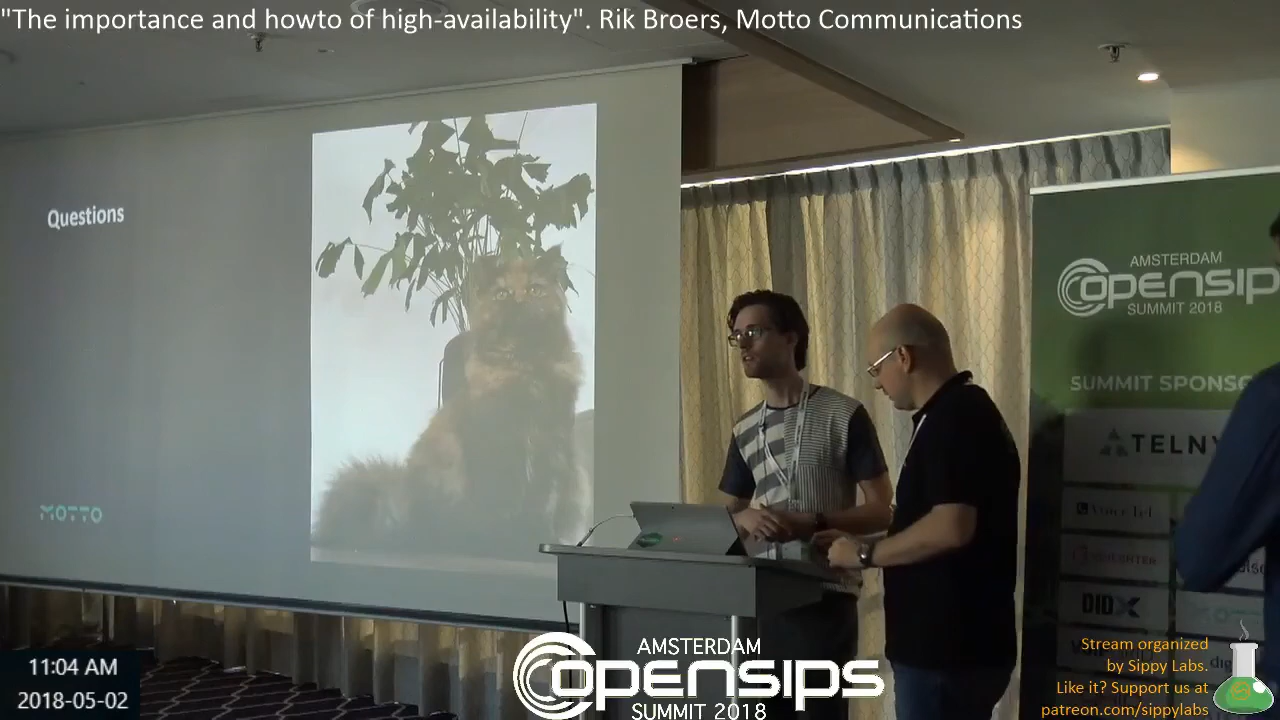 "The importance and howto of high-availability". Rik Broers, Motto Communications
Questions
MOTTO
AMSTERDAM
OPENSIPS
SUMMIT 2018
SUMMIT SPONSO
TELNY
DIDX
11:04 AM
2018-05-02
AMSTERDAM
OPENSIPS
SUMMIT 2018
Stream organized
by Sippy Labs.
Like it? Support us at
patreon.com/sippylabs